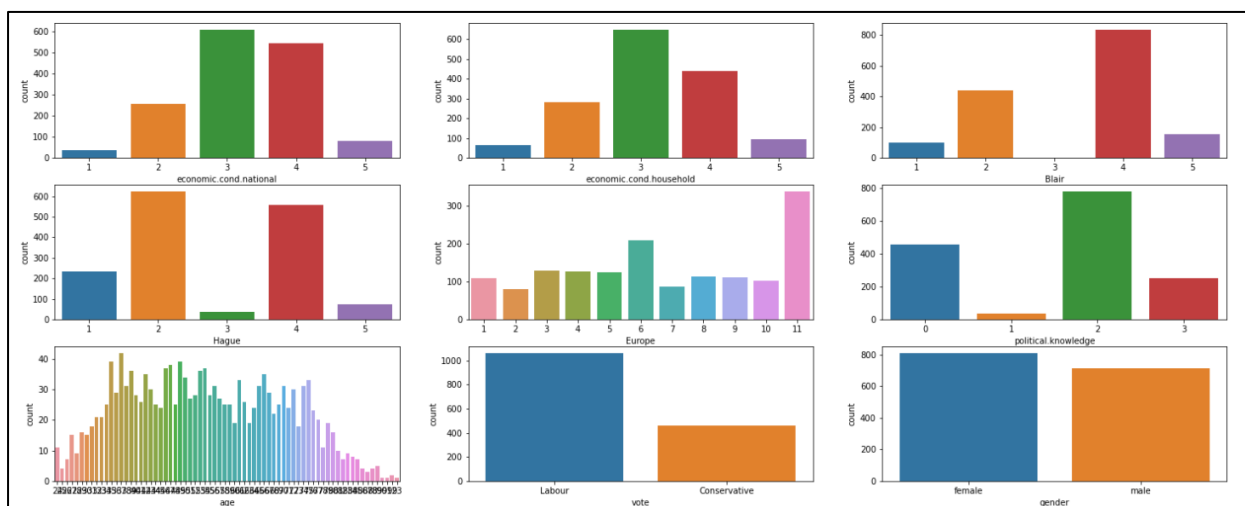 600
500
400
300
200
100
0
count
1 2 3 4 5
economic.cond.national
600
500
400
300
200
100
0
count
1 2 3 4 5
economic.cond.household
800
600
400
200
0
count
1 2 3 4 5
Blair
600
500
400
300
200
100
0
count
1 2 3 4 5
Hague
300
200
100
0
count
1 2 3 4 5 6 7 8 9 10 11
Europe
800
600
400
200
0
count
0 1 2 3
political.knowledge
40
30
20
10
0
count
age
1000
800
600
400
200
0
count
Labour Conservative
vote
800
600
400
200
0
count
female male
gender